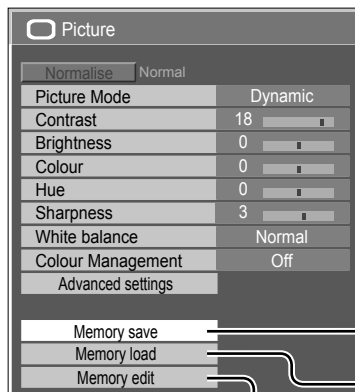 Picture
Normalise Normal
Picture Mode Dynamic
Contrast 18
Brightness 0
Colour 0
Hue 0
Sharpness 3
White balance Normal
Colour Management Off
Advanced settings
Memory save
Memory load
Memory edit